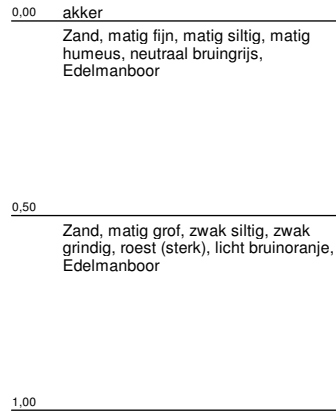 0,00 akker
Zand, matig fijn, matig siltig, matig
humeus, neutraal bruingrijs,
Edelmanboor
0,50
Zand, matig grof, zwak siltig, zwak
grindig, roest (sterk), licht bruinoranje,
Edelmanboor
1,00